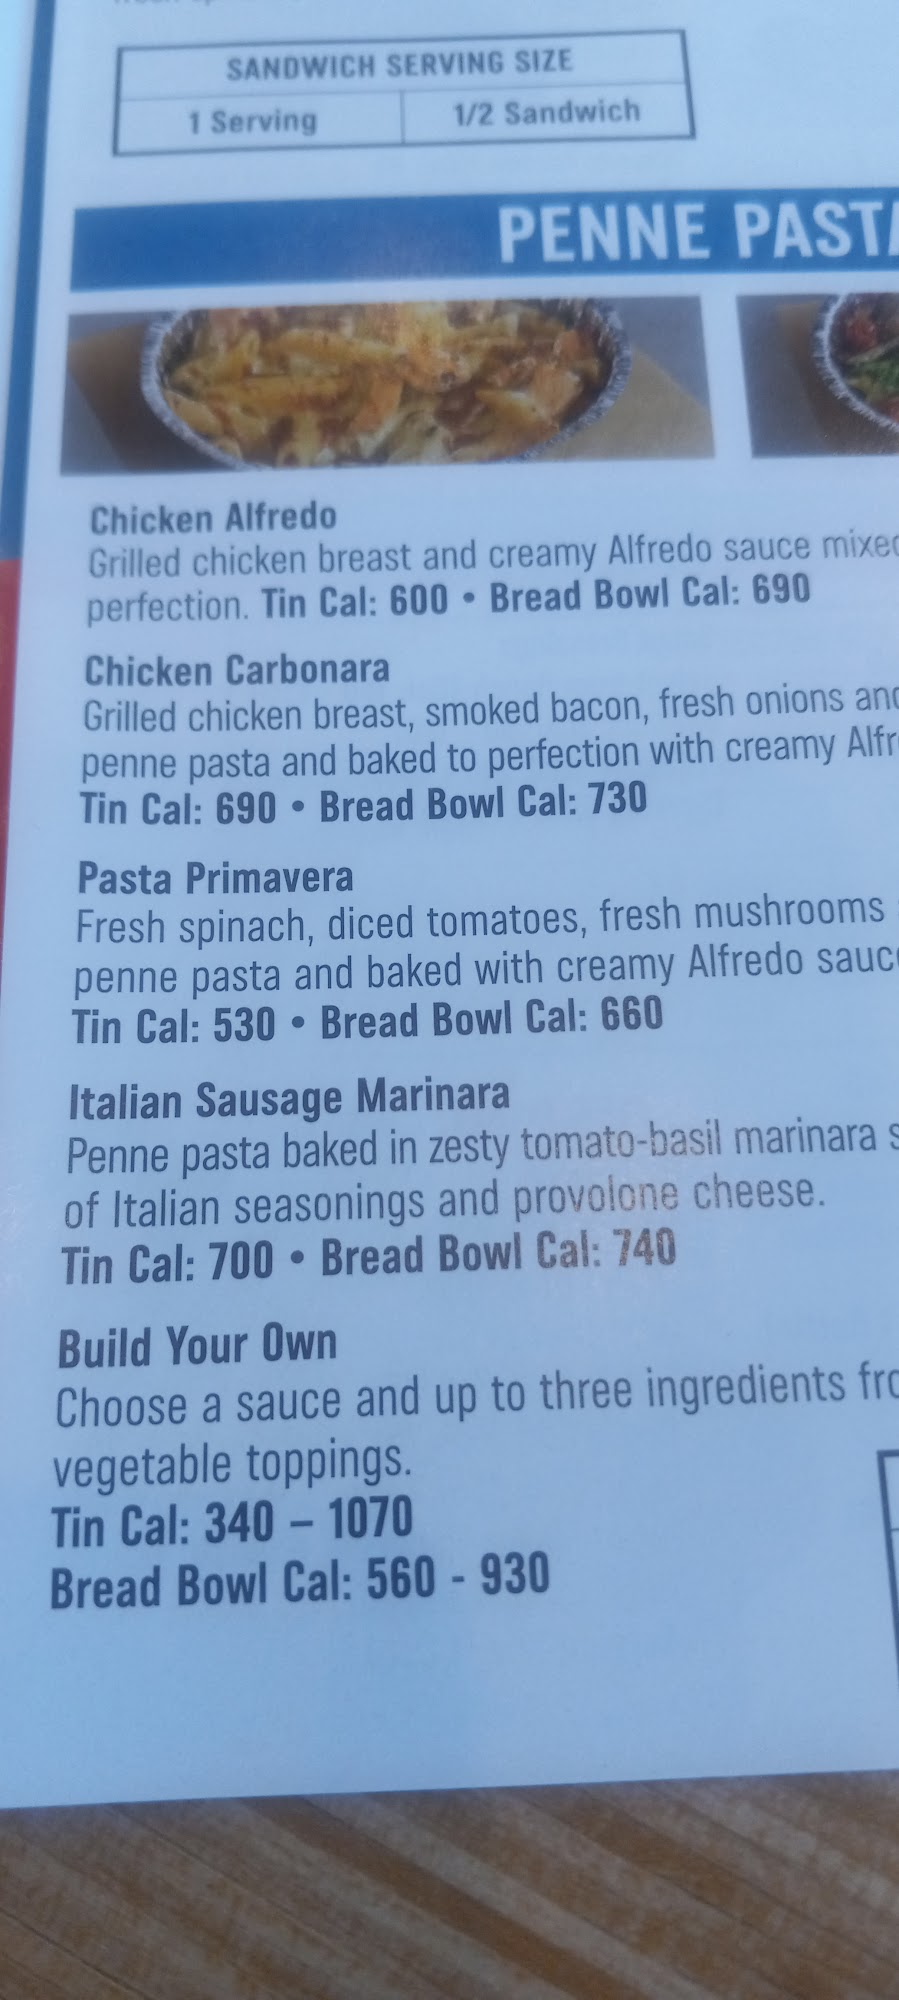 SANDWICH SERVING SIZE
1 Serving 1/2 Sandwich
PENNE PASTA
Chicken Alfredo
Grilled chicken breast and creamy Alfredo sauce mixed
perfection. Tin Cal: 600 • Bread Bowl Cal: 690
Chicken Carbonara
Grilled chicken breast, smoked bacon, fresh onions and
penne pasta and baked to perfection with creamy Alfr
Tin Cal: 690 • Bread Bowl Cal: 730
Pasta Primavera
Fresh spinach, diced tomatoes, fresh mushrooms
penne pasta and baked with creamy Alfredo sauce
Tin Cal: 530 • Bread Bowl Cal: 660
Italian Sausage Marinara
Penne pasta baked in zesty tomato-basil marinara s
of Italian seasonings and provolone cheese.
Tin Cal: 700 • Bread Bowl Cal: 740
Build Your Own
Choose a sauce and up to three ingredients fro
vegetable toppings.
Tin Cal: 340 – 1070
Bread Bowl Cal: 560 - 930